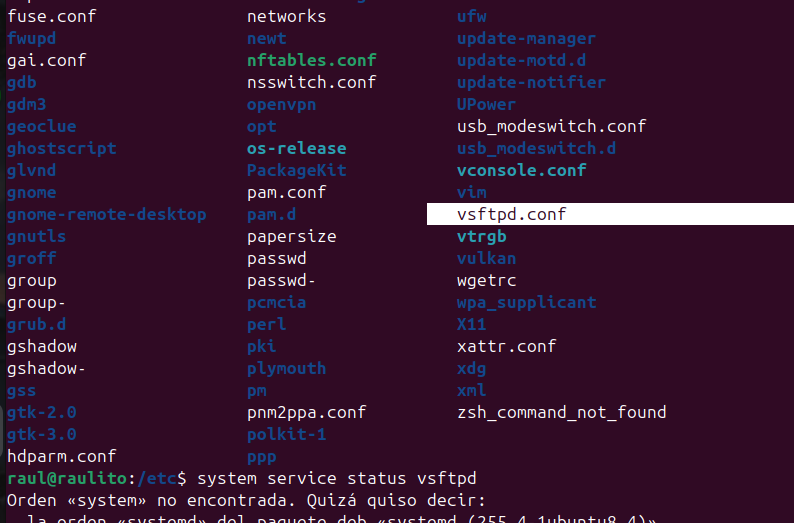 fuse.conf networks ufw
fwupd newt update-manager
gai.conf nftables.conf update-motd.d
gdb nsswitch.conf update-notifier
gdm3 openvpn UPower
geoclue opt usb_modeswitch.conf
ghostscript os-release usb_modeswitch.d
glvnd PackageKit vconsole.conf
gnome pam.conf vim
gnome-remote-desktop pam.d vsftpd.conf
gnutls papersize vtrgb
groff passwd vulkan
group passwd- wgetrc
group- pcmcia wpa_supplicant
grub.d perl X11
gshadow pki xattr.conf
gshadow- plymouth xdg
gss pm xml
gtk-2.0 pnm2ppa.conf zsh_command_not_found
gtk-3.0 polkit-1
hdparm.conf ppp
raul@raulito:/etc$ system service status vsftpd
Orden «system» no encontrada. Quizá quiso decir:
la orden «systemd» del paquete deb «systemd (255.4-1ubuntu8.4)»